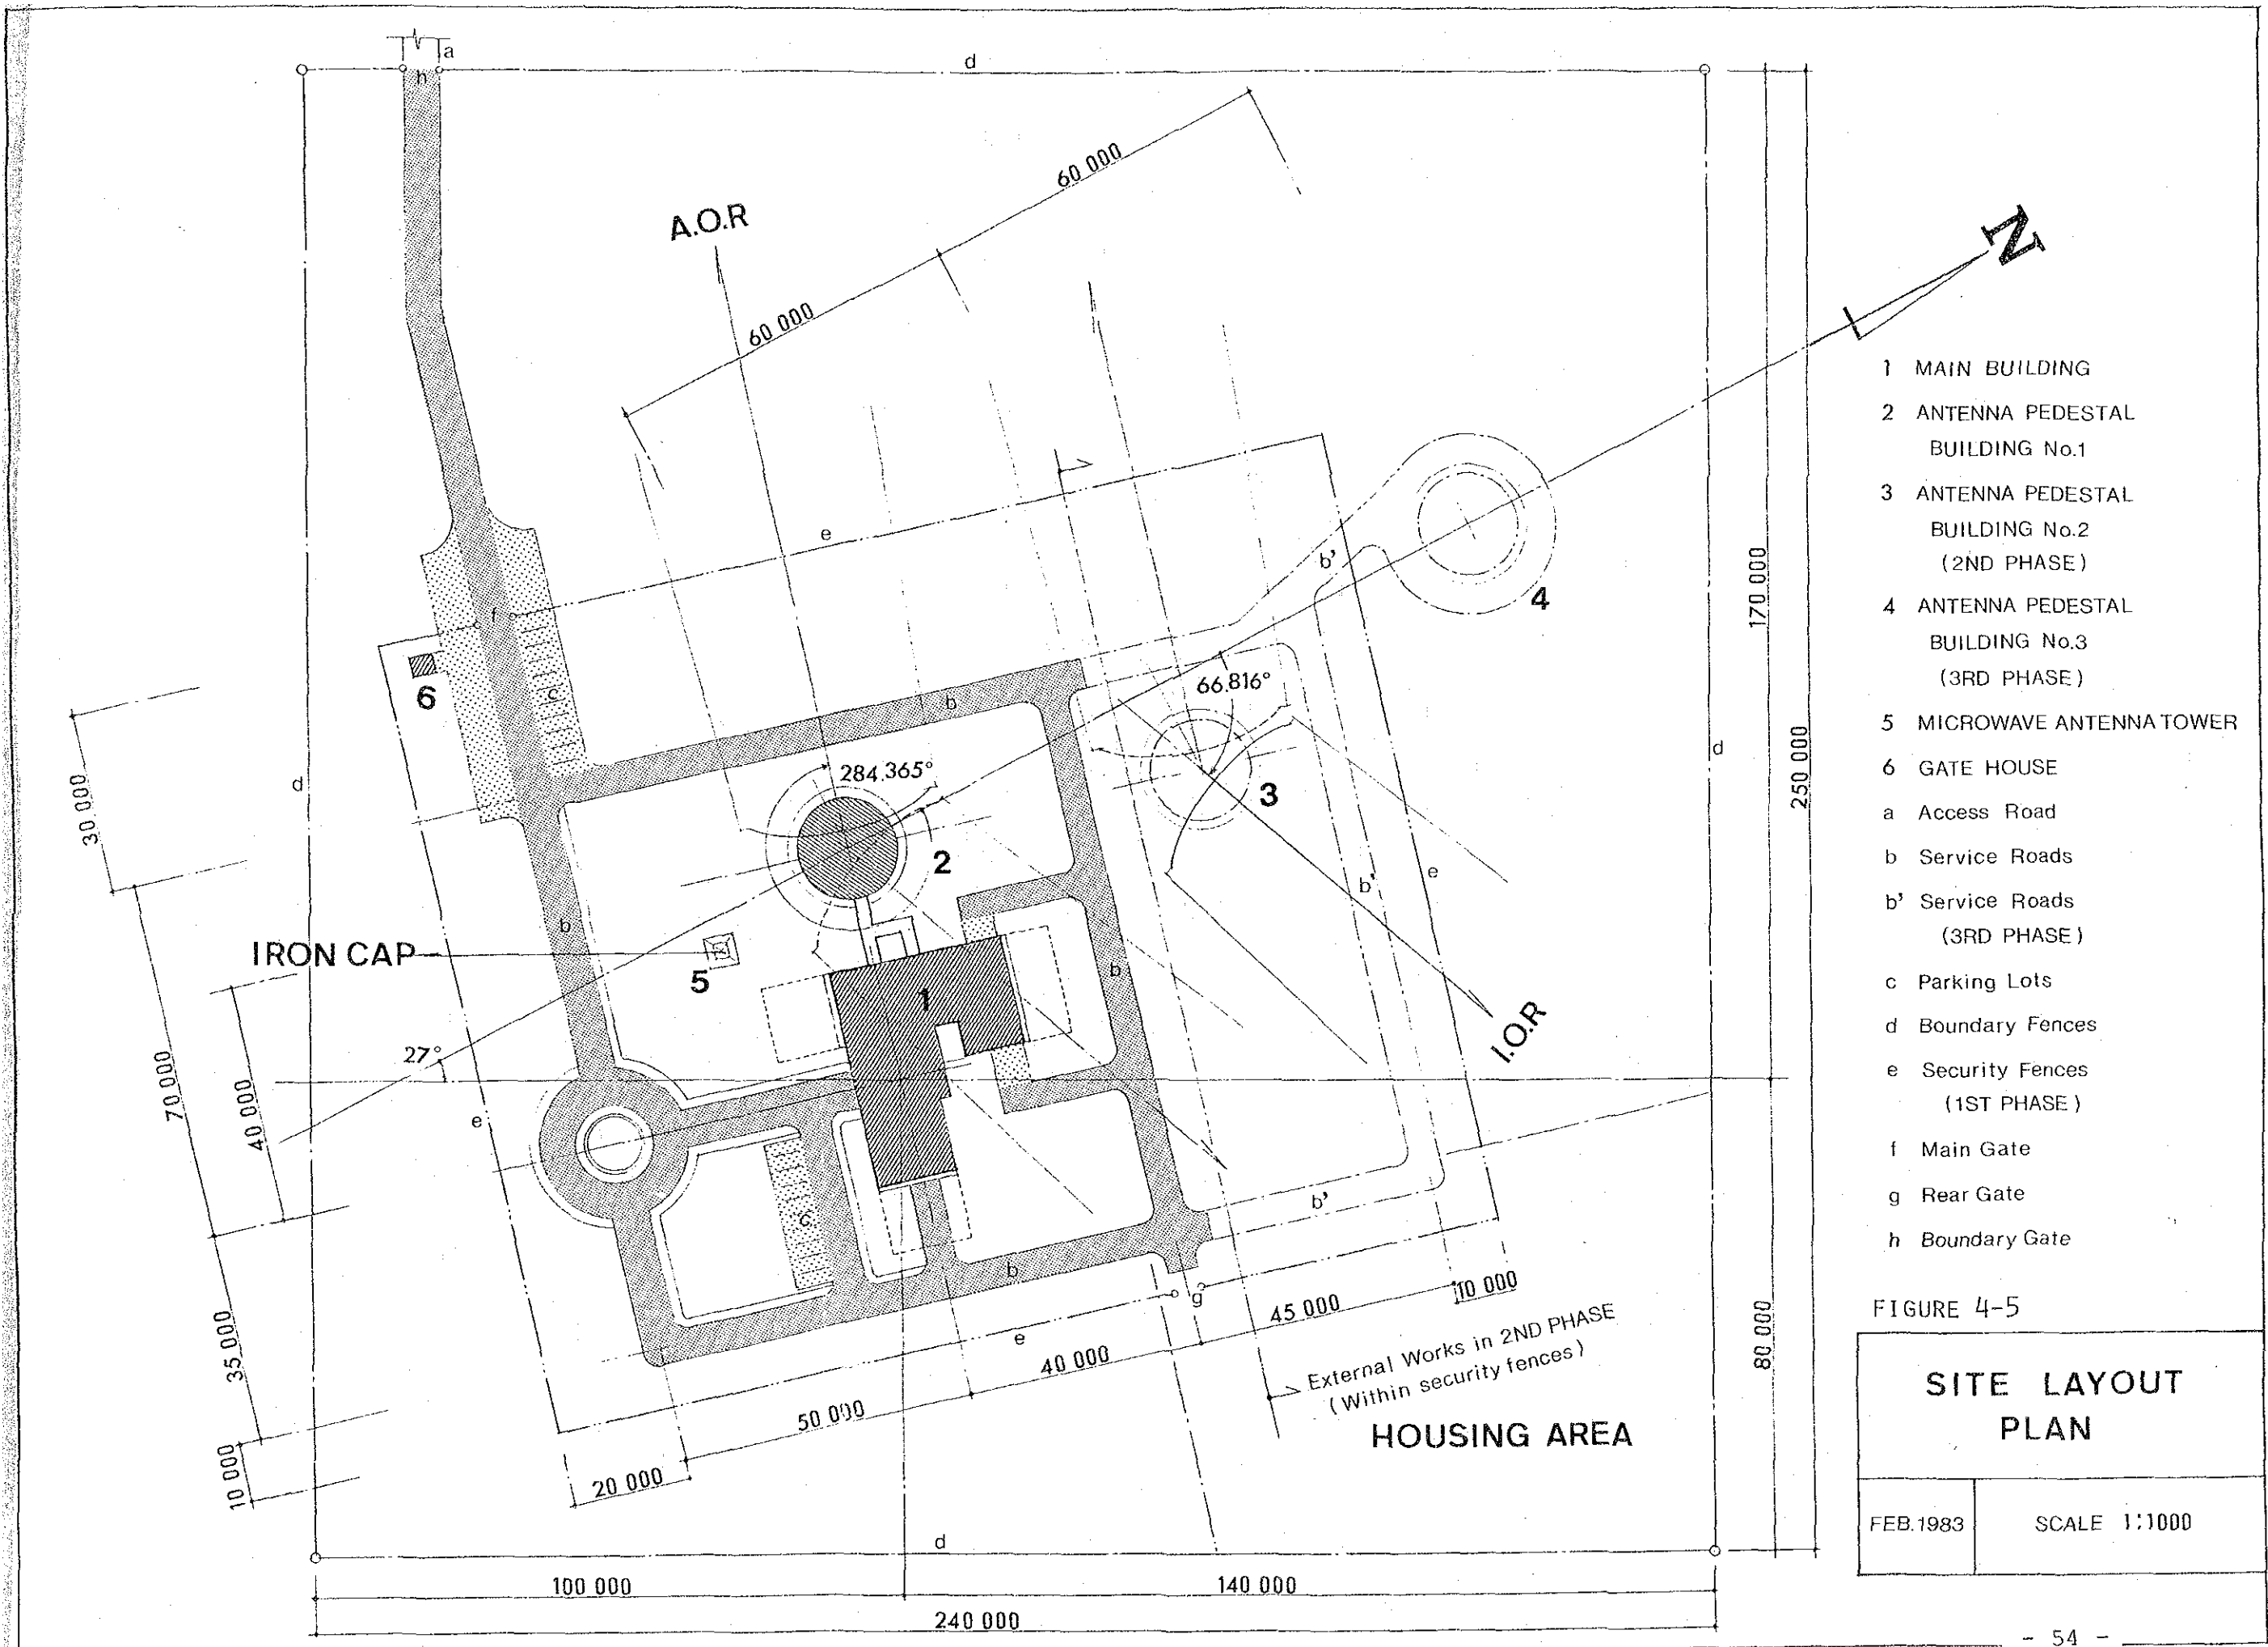 a
h
d
60 000
A.O.R
60 000
N
e
b'
4
f
6
c
b
66.816°
284.365°
3
2
d
30 000
170 000
250 000
d
b
IRON CAP
5
1
b
b'
e
I.O.R
27°
70 000
40 000
e
c
b
b'
g
45 000
10 000
e
40 000
External Works in 2ND PHASE
(Within security fences)
HOUSING AREA
50 000
20 000
35 000
10 000
80 000
d
100 000
140 000
240 000
1 MAIN BUILDING
2 ANTENNA PEDESTAL
BUILDING No.1
3 ANTENNA PEDESTAL
BUILDING No.2
(2ND PHASE)
4 ANTENNA PEDESTAL
BUILDING No.3
(3RD PHASE)
5 MICROWAVE ANTENNA TOWER
6 GATE HOUSE
a Access Road
b Service Roads
b' Service Roads
(3RD PHASE)
c Parking Lots
d Boundary Fences
e Security Fences
(1ST PHASE)
f Main Gate
g Rear Gate
h Boundary Gate
FIGURE 4-5
SITE LAYOUT
PLAN
FEB.1983
SCALE 1:1000
- 54 -